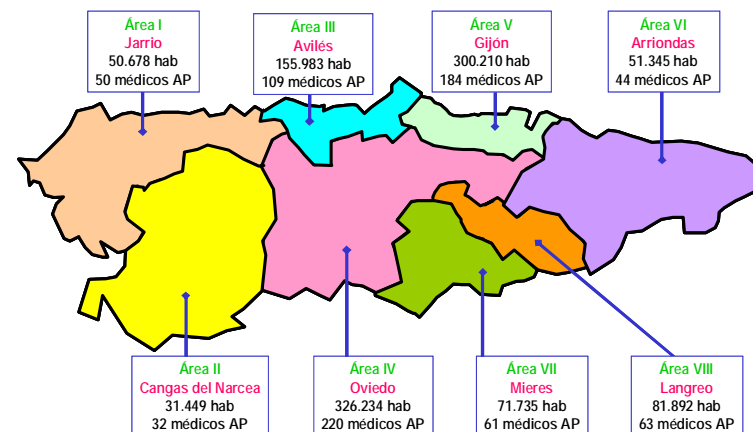 Área I
Jarrio
50.678 hab
50 médicos AP
Área III
Avilés
155.983 hab
109 médicos AP
Área V
Gijón
300.210 hab
184 médicos AP
Área VI
Arriondas
51.345 hab
44 médicos AP
Área II
Cangas del Narcea
31.449 hab
32 médicos AP
Área IV
Oviedo
326.234 hab
220 médicos AP
Área VII
Mieres
71.735 hab
61 médicos AP
Área VIII
Langreo
81.892 hab
63 médicos AP